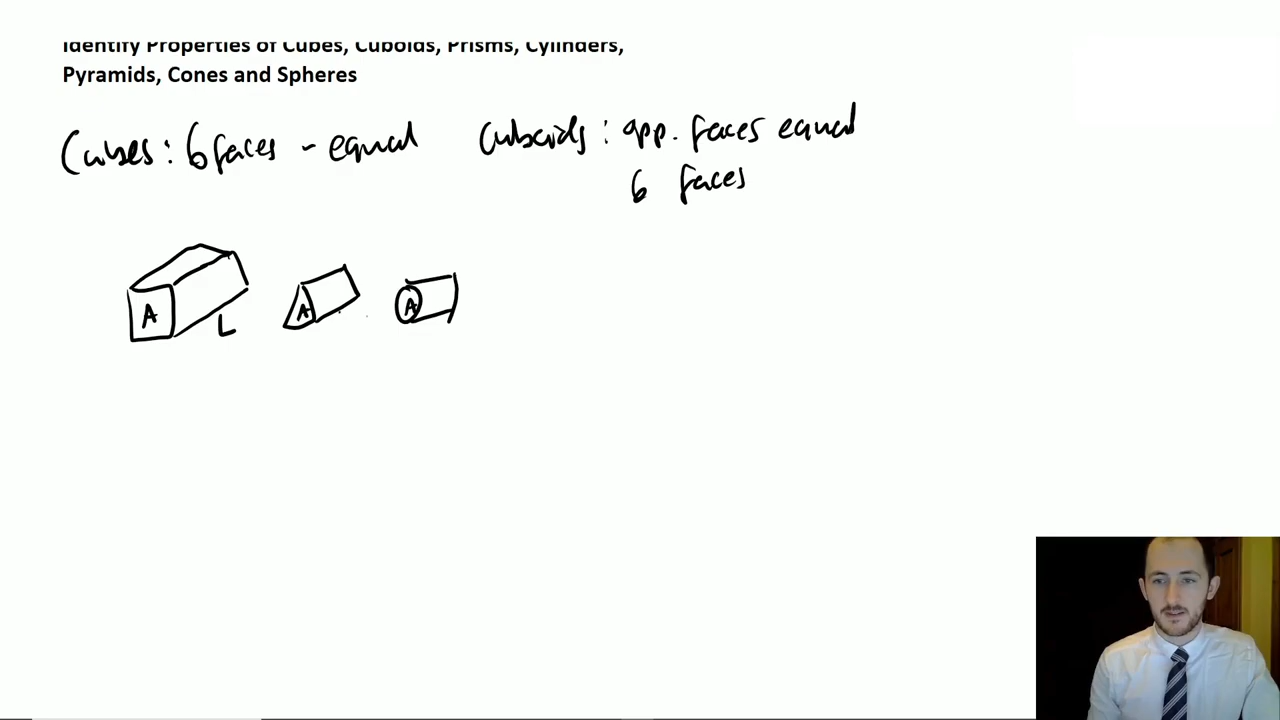 Identify Properties of Cubes, Cuboids, Prisms, Cylinders,
Pyramids, Cones and Spheres
Cubes: 6 faces - equal
Cuboids: opp. faces equal
6 faces
A
L
A
A